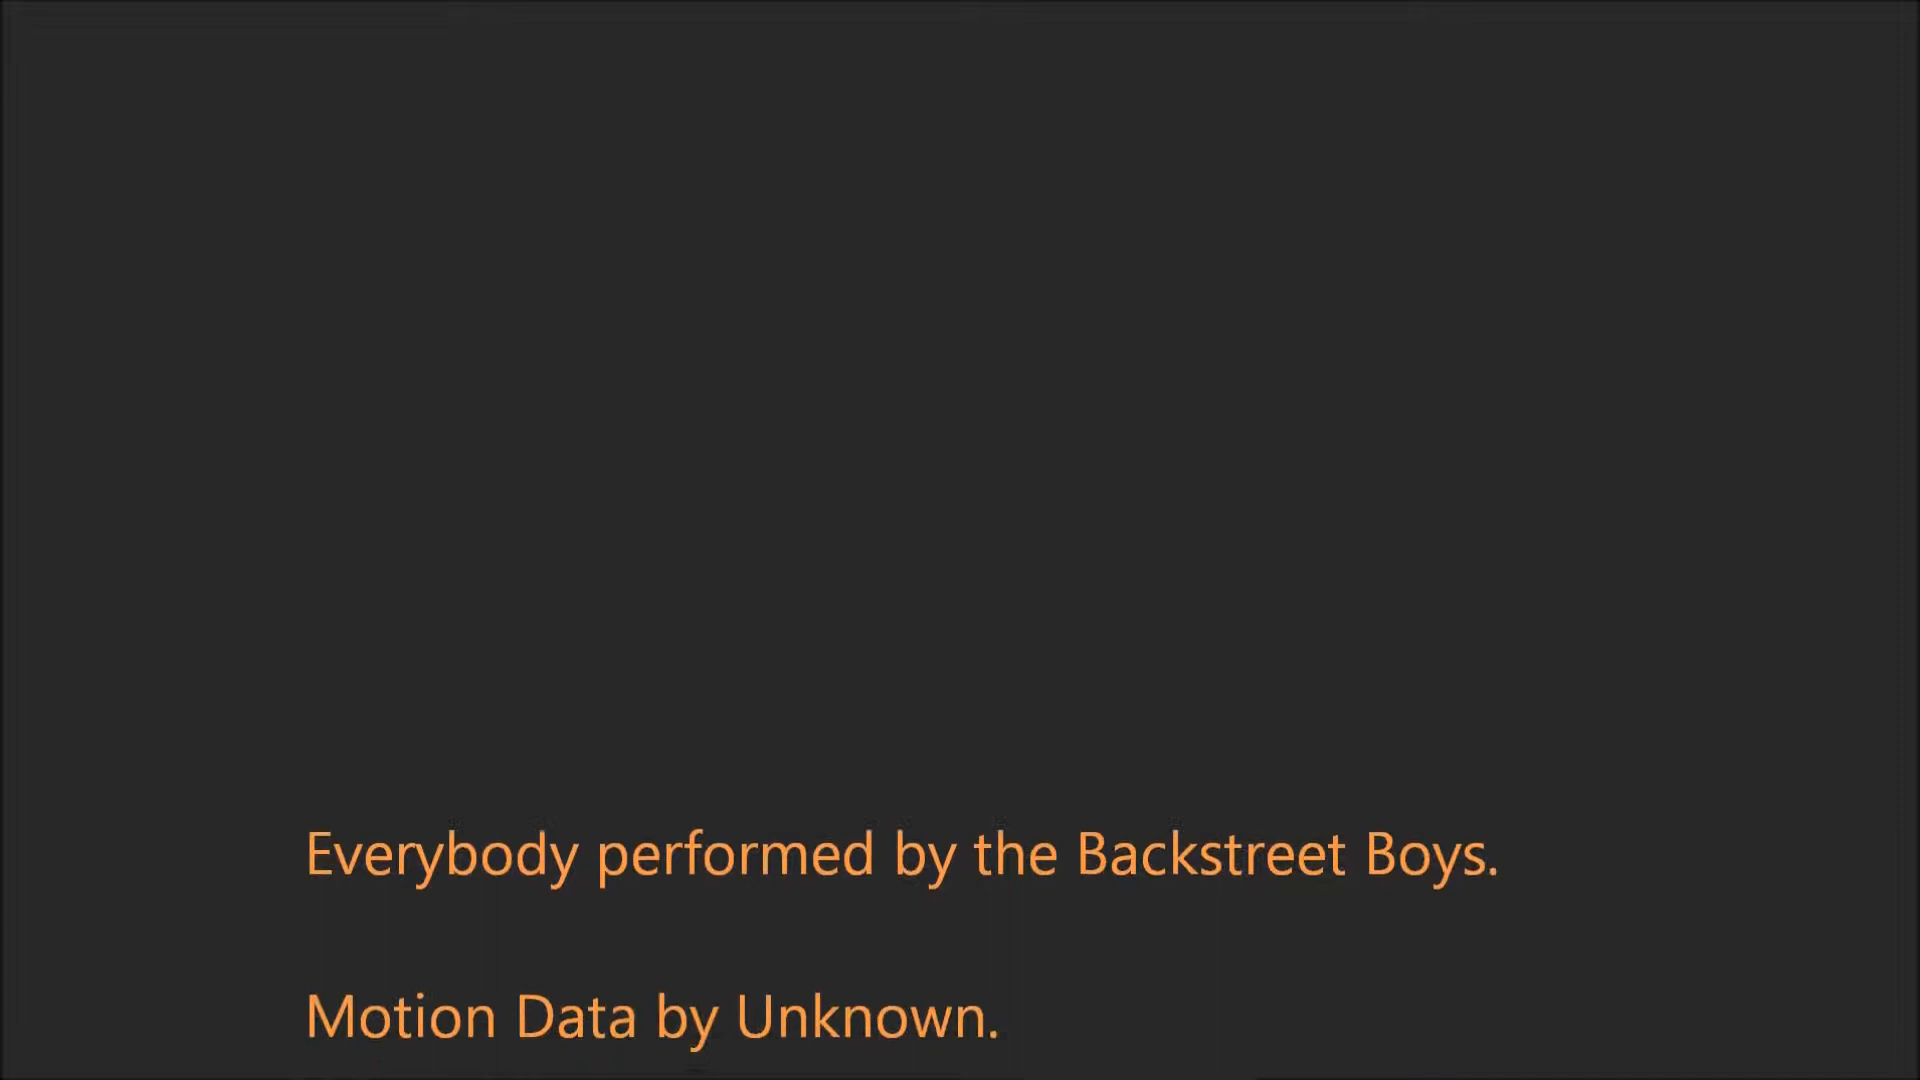 Everybody performed by the Backstreet Boys.
Motion Data by Unknown.